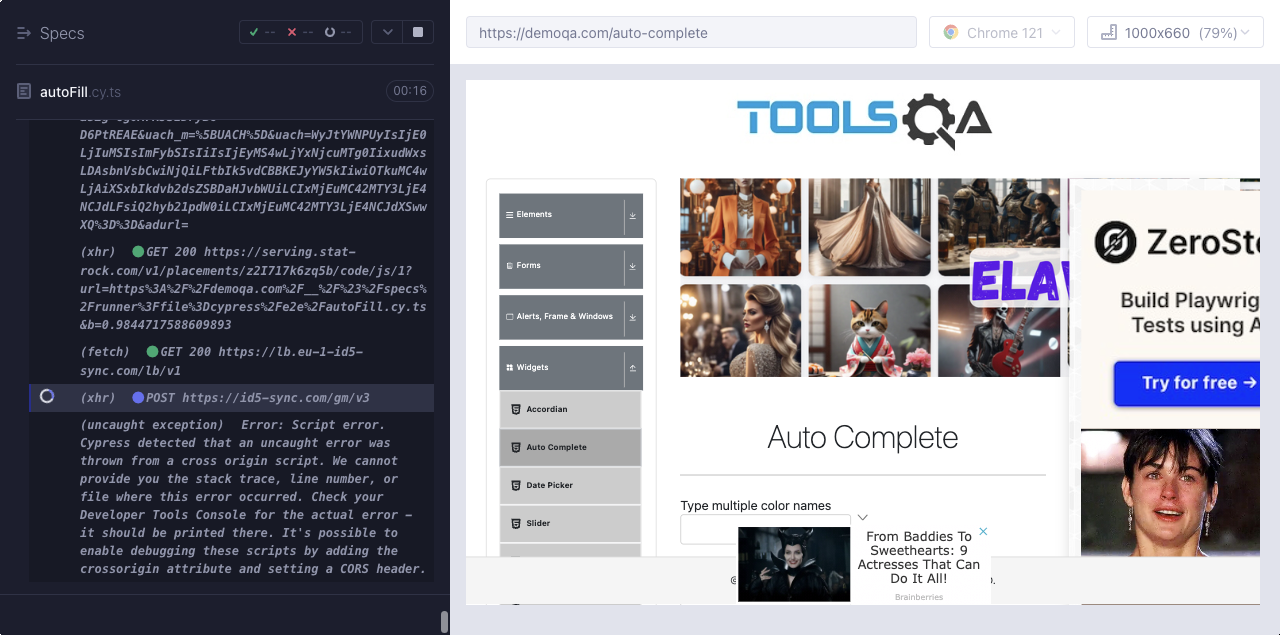 Specs
--
--
--
autoFill.cy.ts
00:16
D6PtREAE&uach_m=%5BUACH%5D&uach=WyJtYWNPUyIsIjE0
LjIuMSIsImFybSIsIiIsIjEyMS4wLjYxNjcuMTg0IixudWxs
LDAsbnVsbCwiNjQiLFtbIk5vdCBBKEJyYW5kIiwiOTkuMC4w
LjAiXSxbIkdvb2dsZSBDaHJvbWUiLCIxMjEuMC42MTY3LjE4
NCJdLFsiQ2hyb21pdW0iLCIxMjEuMC42MTY3LjE4NCJdXSww
XQ%3D%3D&adurl=
(xhr) GET 200 https://serving.stat-
rock.com/v1/placements/z2I717k6zq5b/code/js/1?
url=https%3A%2F%2Fdemoqa.com%2F__%2F%23%2Fspecs%
2Frunner%3Ffile%3Dcypress%2Fe2e%2FautoFill.cy.ts
&b=0.9844717588609893
(fetch) GET 200 https://lb.eu-1-id5-
sync.com/lb/v1
(xhr) POST https://id5-sync.com/gm/v3
(uncaught exception) Error: Script error.
Cypress detected that an uncaught error was
thrown from a cross origin script. We cannot
provide you the stack trace, line number, or
file where this error occurred. Check your
Developer Tools Console for the actual error -
it should be printed there. It's possible to
enable debugging these scripts by adding the
crossorigin attribute and setting a CORS header.
https://demoqa.com/auto-complete
Chrome 121
1000x660 (79%)
TOOLSQA
Elements
Forms
Alerts, Frame & Windows
Widgets
Accordian
Auto Complete
Date Picker
Slider
ELA
Auto Complete
Type multiple color names
ZeroSte
Build Playwrig
Tests using A
Try for free →
From Baddies To
Sweethearts: 9
Actresses That Can
Do It All!
Brainberries